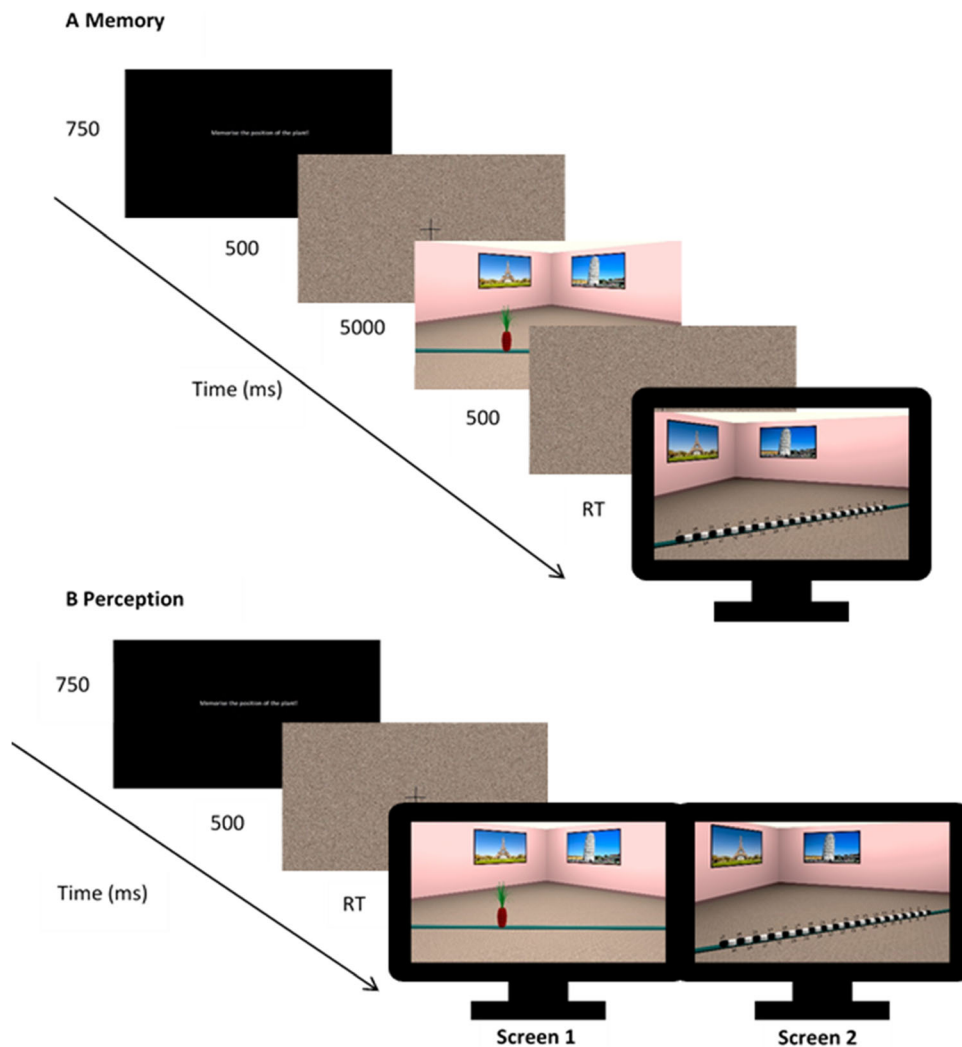 A Memory
750
Memorise the position of the plant!
500
5000
Time (ms)
500
RT
B Perception
750
Memorise the position of the plant!
500
Time (ms)
RT
Screen 1
Screen 2